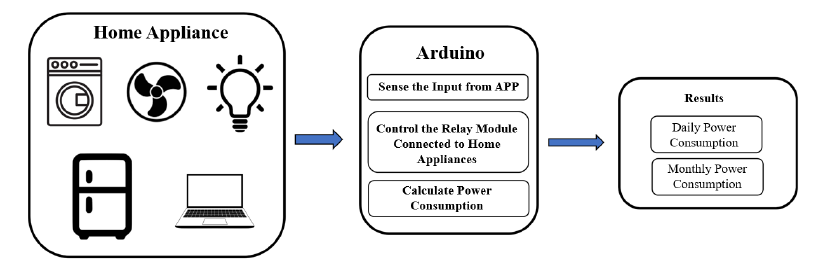 Home Appliance
Arduino
Sense the Input from APP
Control the Relay Module
Connected to Home
Appliances
Calculate Power
Consumption
Results
Daily Power
Consumption
Monthly Power
Consumption